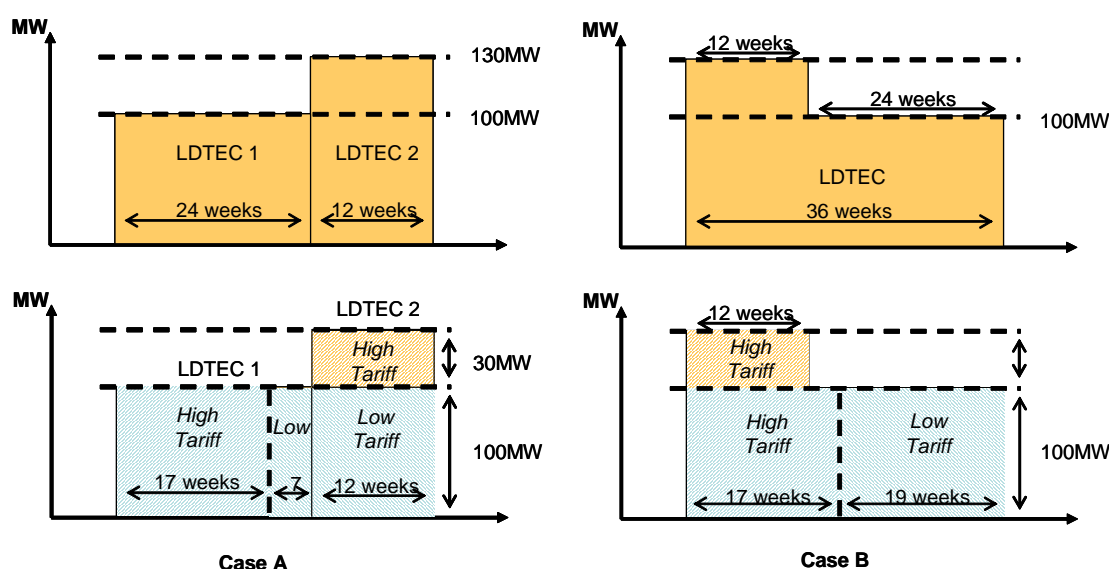 MW
130MW
100MW
LDTEC 1
LDTEC 2
24 weeks
12 weeks
MW
12 weeks
24 weeks
100MW
LDTEC
36 weeks
MW
LDTEC 2
High
Tariff
30MW
LDTEC 1
High
Tariff
Low
Low
Tariff
100MW
17 weeks
7
12 weeks
Case A
MW
12 weeks
High
Tariff
High
Tariff
Low
Tariff
100MW
17 weeks
19 weeks
Case B